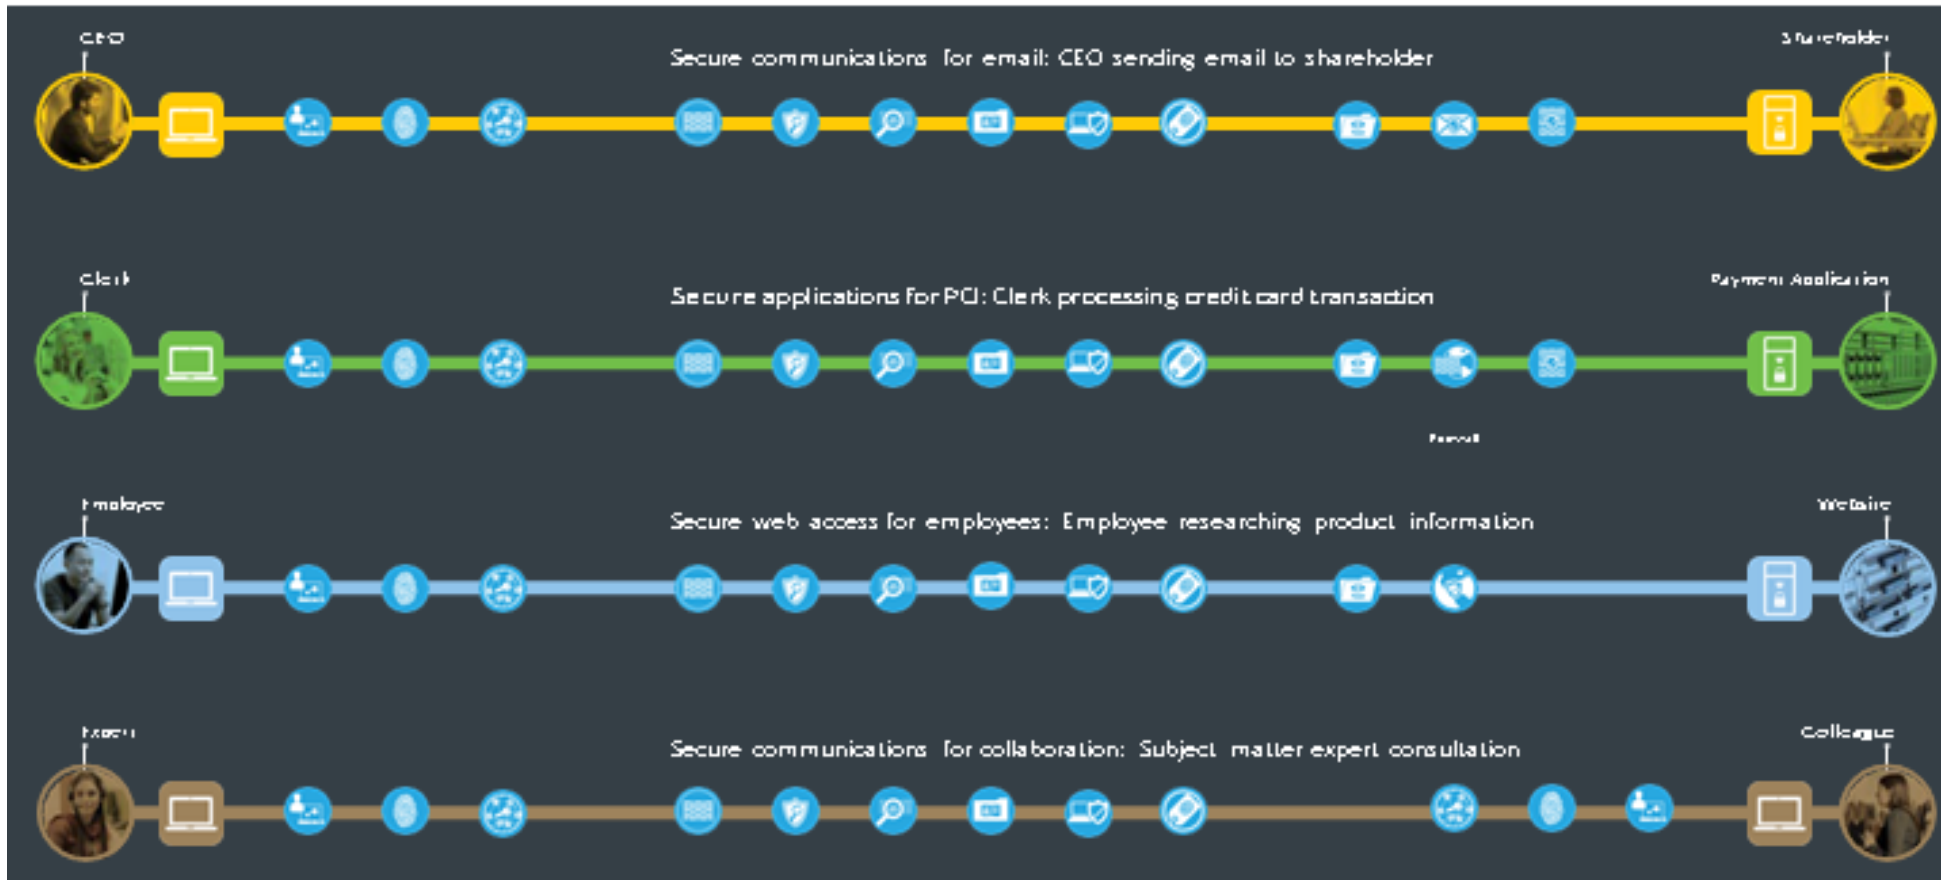 CEO
Shareholder
Secure communications for email: CEO sending email to shareholder
Clerk
Payment Application
Secure applications for PCI: Clerk processing credit card transaction
Firewall
Employee
Website
Secure web access for employees: Employee researching product information
Expert
Colleague
Secure communications for collaboration: Subject matter expert consultation